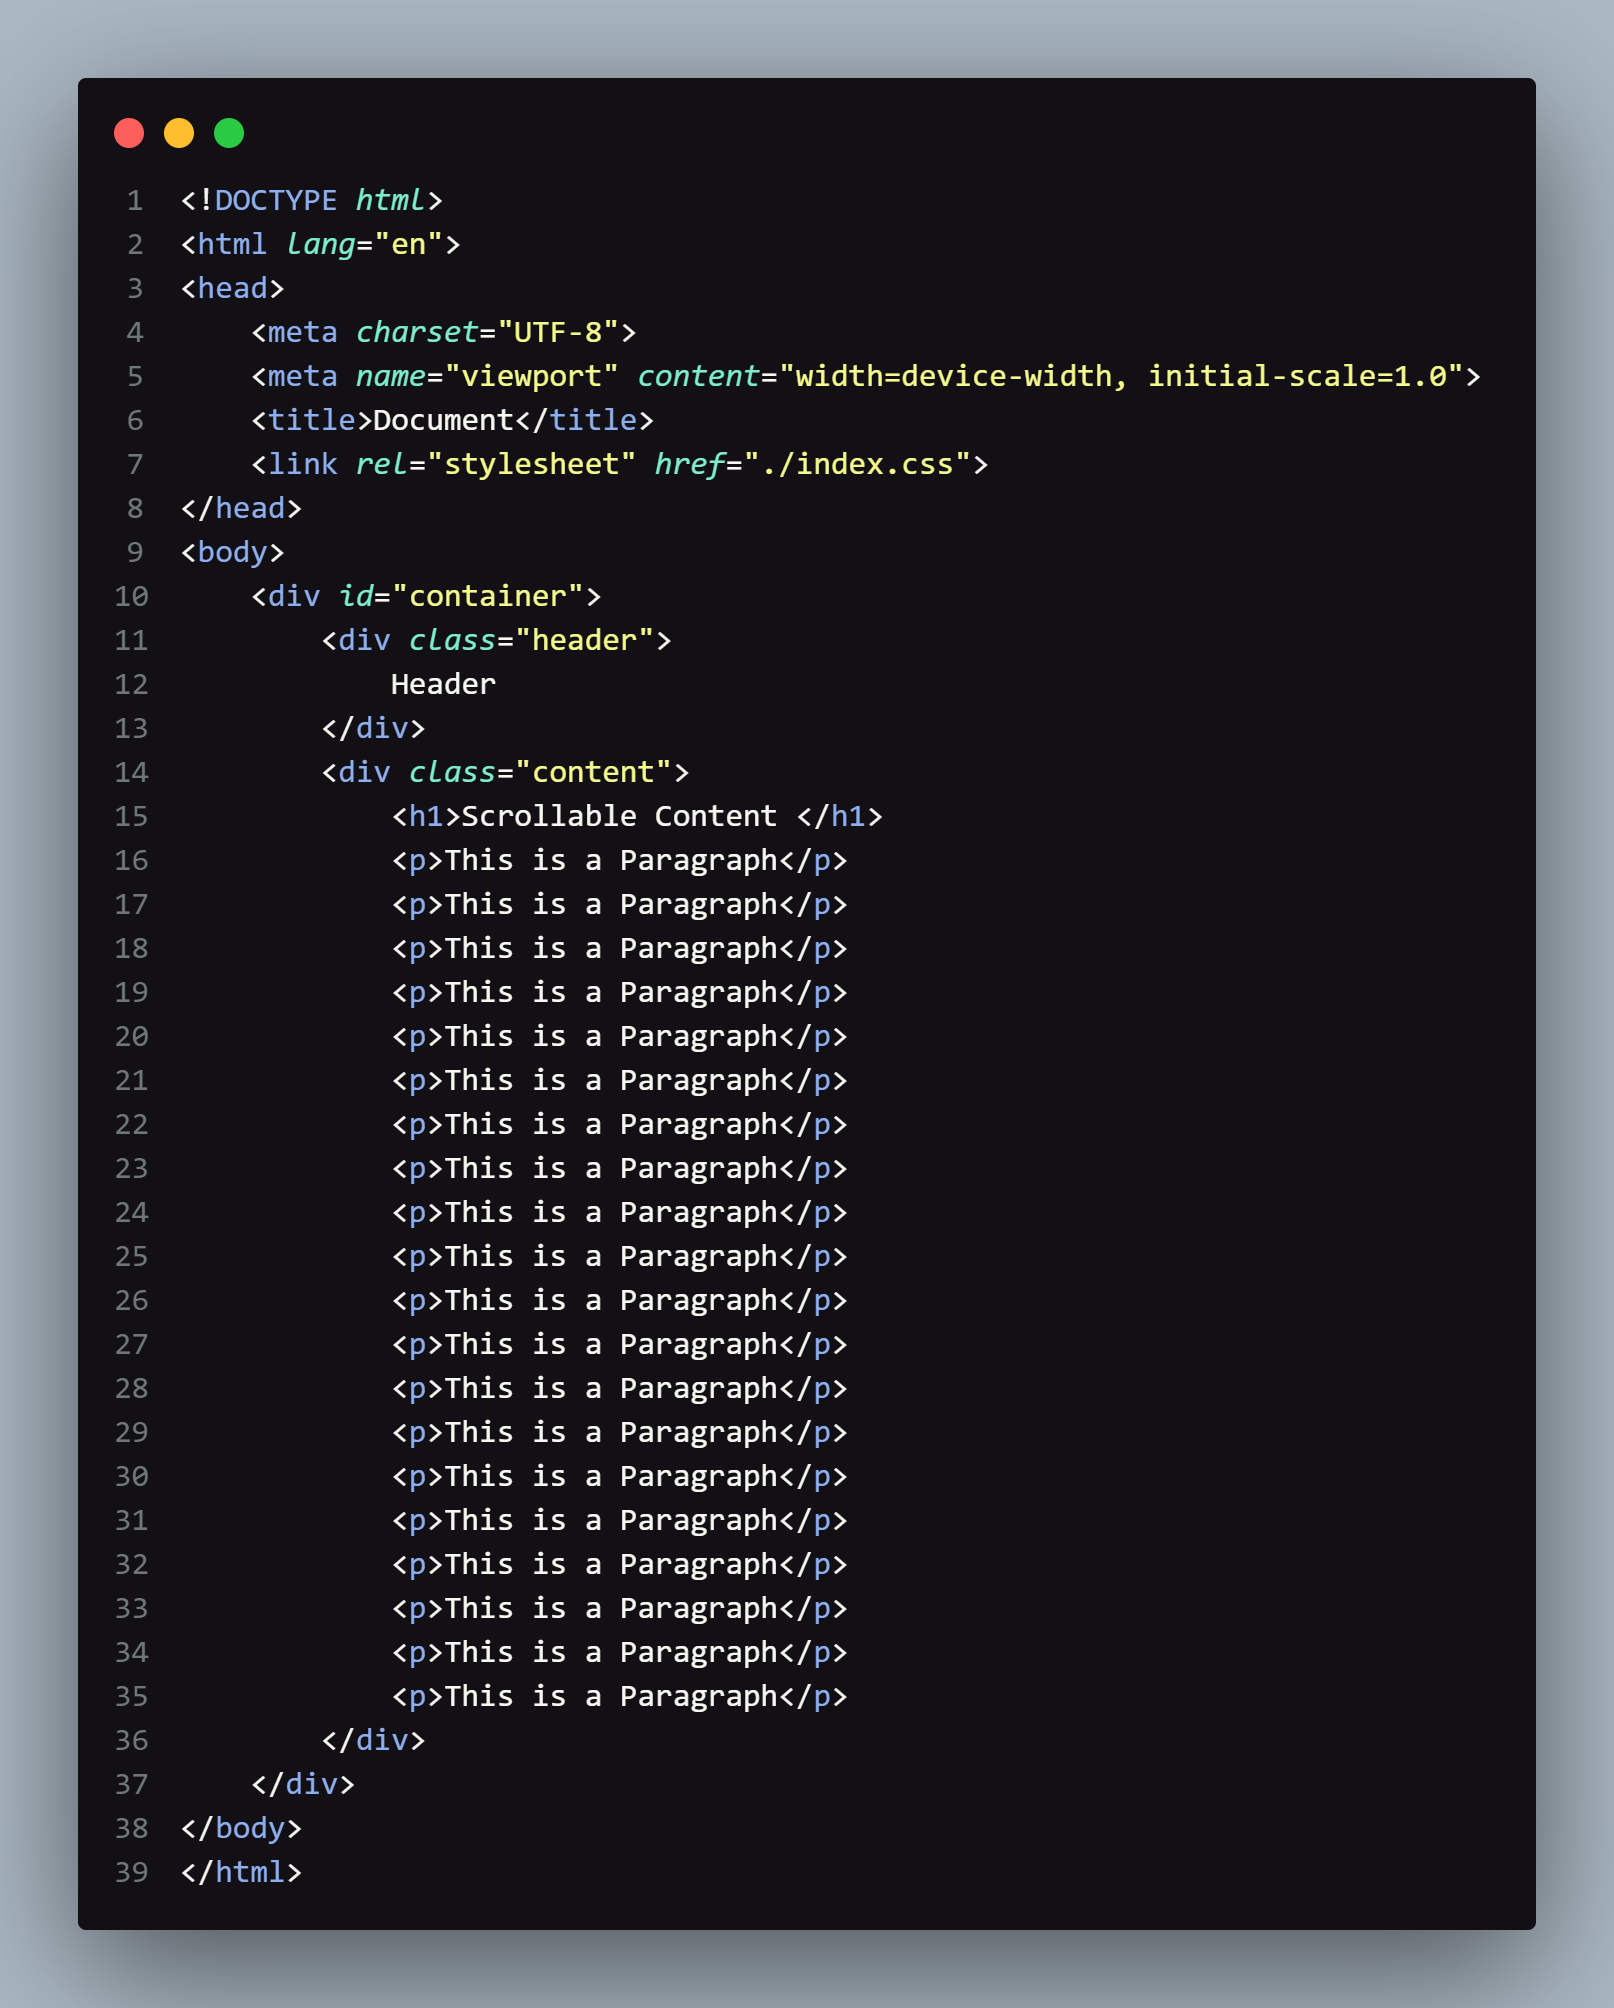 1 <!DOCTYPE html>
2 <html lang="en">
3 <head>
4     <meta charset="UTF-8">
5     <meta name="viewport" content="width=device-width, initial-scale=1.0">
6     <title>Document</title>
7     <link rel="stylesheet" href="./index.css">
8 </head>
9 <body>
10     <div id="container">
11         <div class="header">
12             Header
13         </div>
14         <div class="content">
15             <h1>Scrollable Content </h1>
16             <p>This is a Paragraph</p>
17             <p>This is a Paragraph</p>
18             <p>This is a Paragraph</p>
19             <p>This is a Paragraph</p>
20             <p>This is a Paragraph</p>
21             <p>This is a Paragraph</p>
22             <p>This is a Paragraph</p>
23             <p>This is a Paragraph</p>
24             <p>This is a Paragraph</p>
25             <p>This is a Paragraph</p>
26             <p>This is a Paragraph</p>
27             <p>This is a Paragraph</p>
28             <p>This is a Paragraph</p>
29             <p>This is a Paragraph</p>
30             <p>This is a Paragraph</p>
31             <p>This is a Paragraph</p>
32             <p>This is a Paragraph</p>
33             <p>This is a Paragraph</p>
34             <p>This is a Paragraph</p>
35             <p>This is a Paragraph</p>
36         </div>
37     </div>
38 </body>
39 </html>